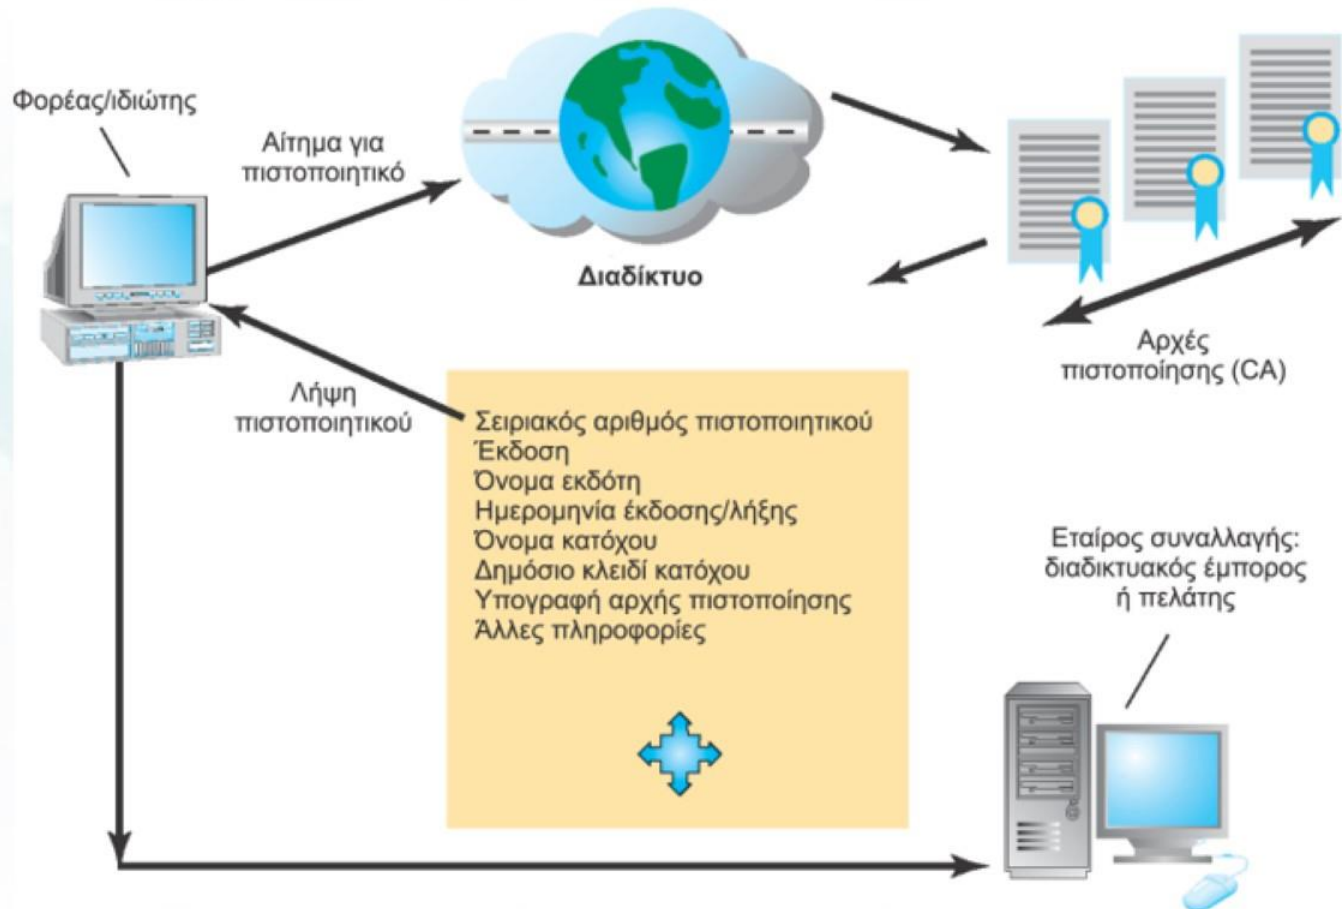 Φορέας/ιδιώτης
Αίτημα για
πιστοποιητικό
Διαδίκτυο
Αρχές
πιστοποίησης (CA)
Λήψη
πιστοποιητικού
Σειριακός αριθμός πιστοποιητικού
Έκδοση
Όνομα εκδότη
Ημερομηνία έκδοσης/λήξης
Όνομα κατόχου
Δημόσιο κλειδί κατόχου
Υπογραφή αρχής πιστοποίησης
Άλλες πληροφορίες
Εταίρος συναλλαγής:
διαδικτυακός έμπορος
ή πελάτης